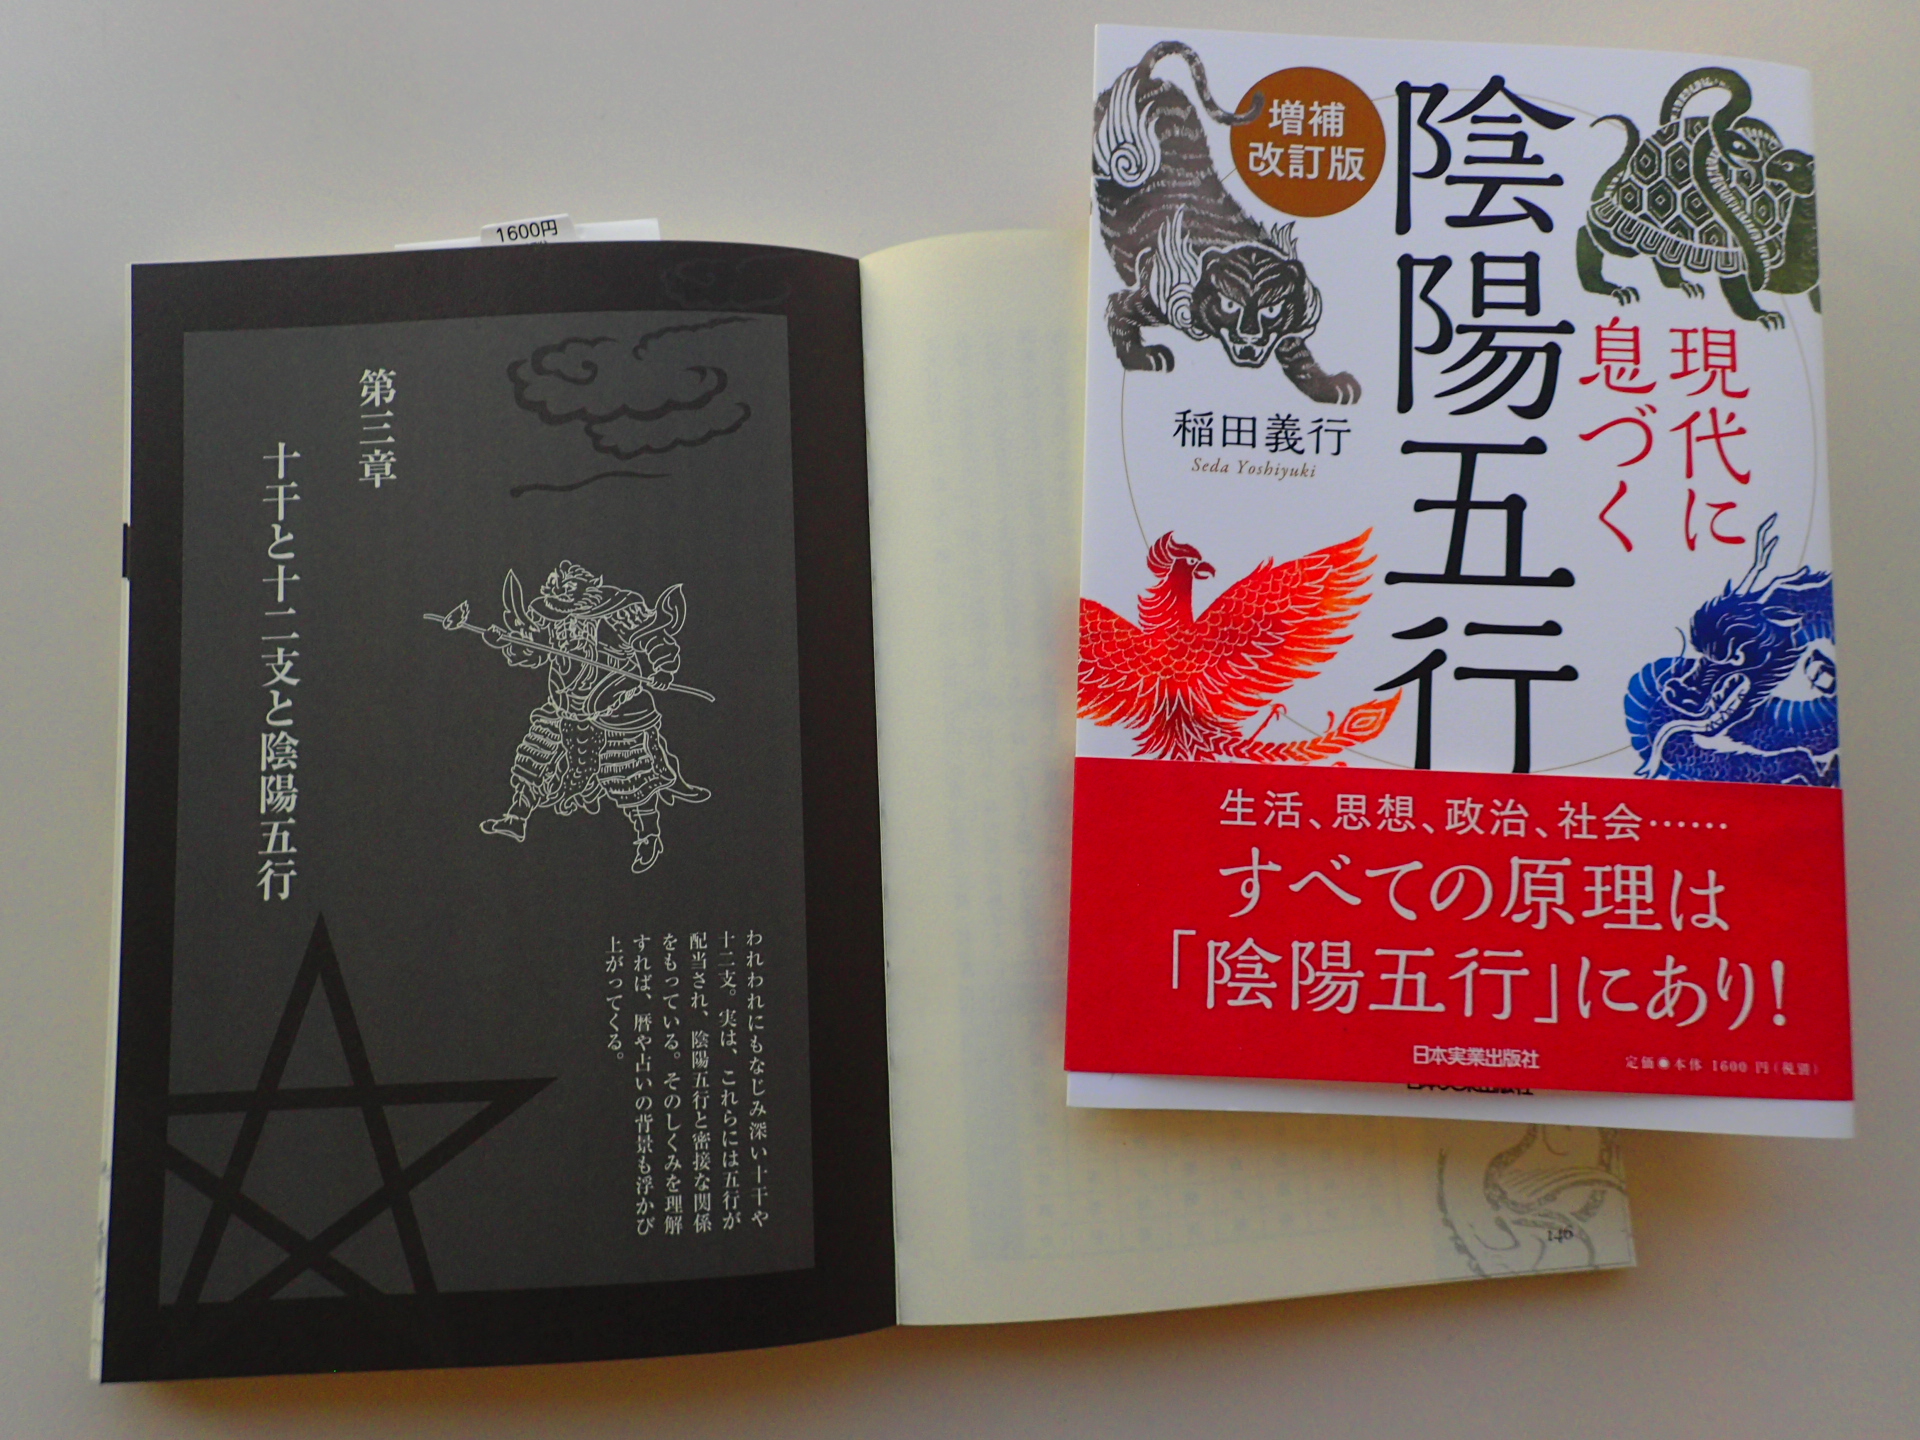 1600円
第三章
十干と十二支と陰陽五行
われわれにもなじみ深い十干や
十二支。実は、これらには五行が
配当され、陰陽五行と密接な関係
をもっている。そのしくみを理解
すれば、暦や占いの背景も浮かび
上がってくる。
146
増補
改訂版
現代に
息づく
陰陽五行
稲田義行
Seda Yoshiyuki
生活、思想、政治、社会……
すべての原理は
「陰陽五行」にあり!
日本実業出版社
定価●本体 1600 円(税別)
日本実業出版社